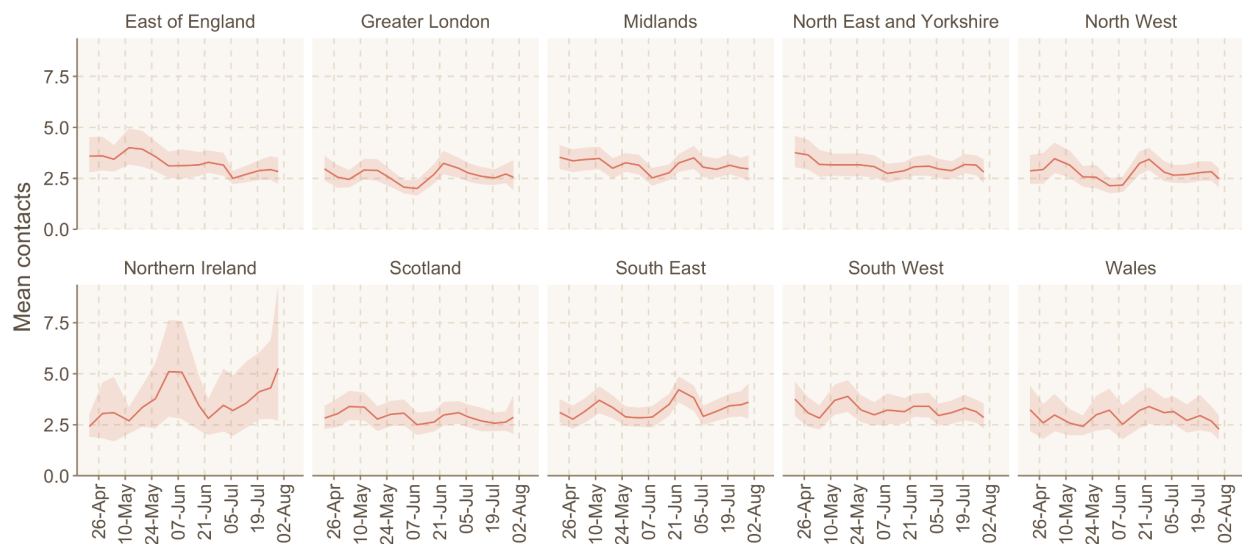 East of England Greater London Midlands North East and Yorkshire North West
7.5
5.0
2.5
0.0
Mean contacts
Northern Ireland Scotland South East South West Wales
7.5
5.0
2.5
0.0
26-Apr 10-May 24-May 07-Jun 21-Jun 05-Jul 19-Jul 02-Aug 26-Apr 10-May 24-May 07-Jun 21-Jun 05-Jul 19-Jul 02-Aug 26-Apr 10-May 24-May 07-Jun 21-Jun 05-Jul 19-Jul 02-Aug 26-Apr 10-May 24-May 07-Jun 21-Jun 05-Jul 19-Jul 02-Aug 26-Apr 10-May 24-May 07-Jun 21-Jun 05-Jul 19-Jul 02-Aug